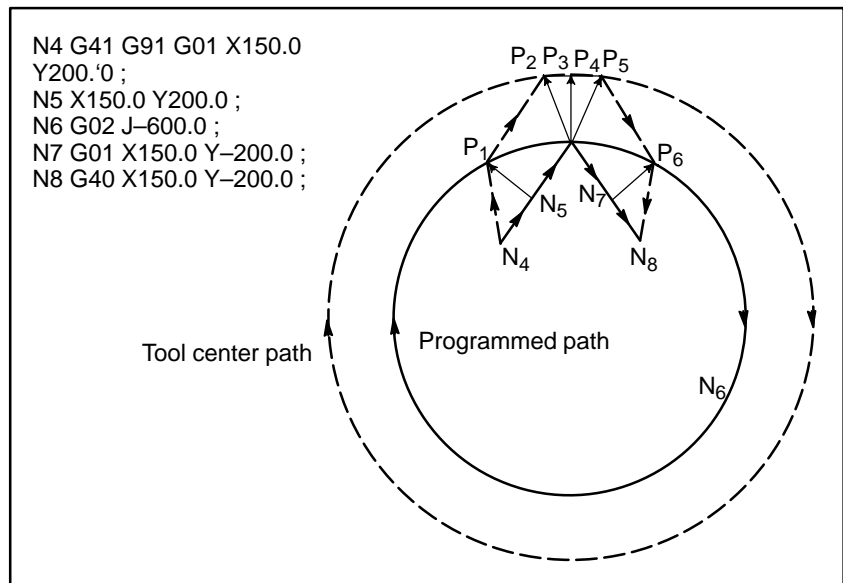 N4 G41 G91 G01 X150.0
Y200.‘0 ;
N5 X150.0 Y200.0 ;
N6 G02 J–600.0 ;
N7 G01 X150.0 Y–200.0 ;
N8 G40 X150.0 Y–200.0 ;
P2 P3 P4 P5
P1
P6
N5
N7
N4
N8
Tool center path
Programmed path
N6